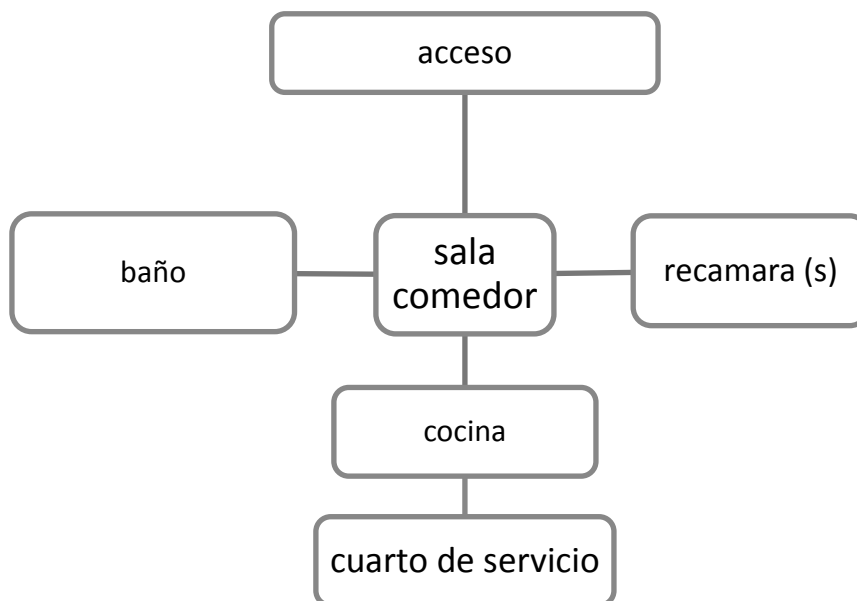 acceso
baño
sala
comedor
recamara (s)
cocina
cuarto de servicio